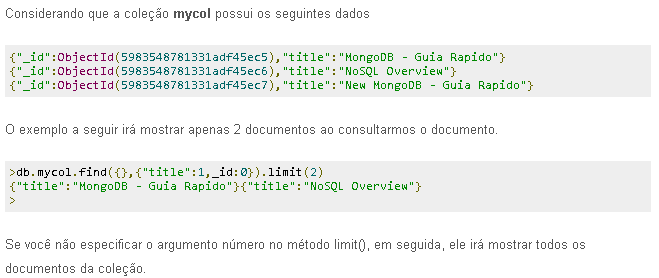 Considerando que a coleção mycol possui os seguintes dados
{"_id":ObjectId(5983548781331adf45ec5),"title":"MongoDB - Guia Rapido"}
{"_id":ObjectId(5983548781331adf45ec6),"title":"NoSQL Overview"}
{"_id":ObjectId(5983548781331adf45ec7),"title":"New MongoDB - Guia Rapido"}
O exemplo a seguir irá mostrar apenas 2 documentos ao consultarmos o documento.
>db.mycol.find({},{"title":1,_id:0}).limit(2)
{"title":"MongoDB - Guia Rapido"}{"title":"NoSQL Overview"}
>
Se você não especificar o argumento número no método limit(), em seguida, ele irá mostrar todos os
documentos da coleção.